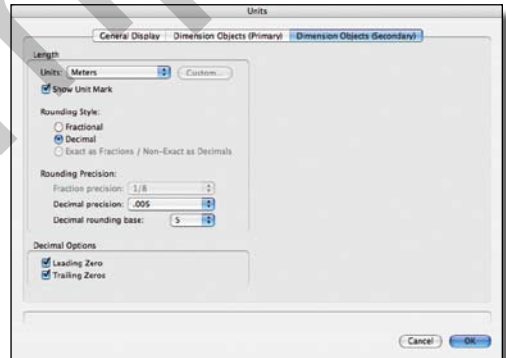 Units
General Display Dimension Objects (Primary) Dimension Objects (Secondary)
Length
Units: Meters Custom...
Show Unit Mark
Rounding Style:
Fractional
Decimal
Exact as Fractions / Non-Exact as Decimals
Rounding Precision:
Fraction precision: 1/8
Decimal precision: .005
Decimal rounding base: 5
Decimal Options
Leading Zero
Trailing Zeros
Cancel OK